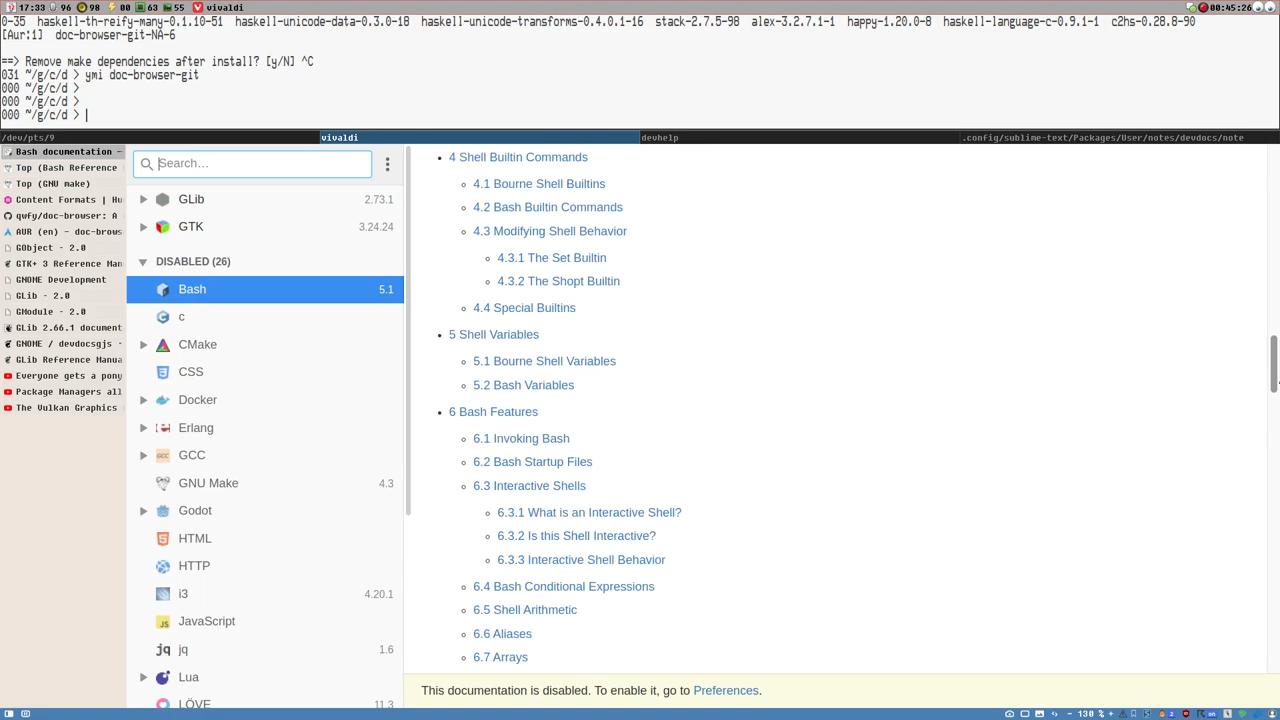 17:33 96 98 00 63 55 vivaldi 00:45:26
0-35 haskell-th-reify-many-0.1.10-51 haskell-unicode-data-0.3.0-18 haskell-unicode-transforms-0.4.0.1-16 stack-2.7.5-98 alex-3.2.7.1-1 happy-1.20.0-8 haskell-language-c-0.9.1-1 c2hs-0.28.8-90
[Aur:1] doc-browser-git-NA-6
==> Remove make dependencies after install? [y/N] ^C
031 ~/g/c/d > ymi doc-browser-git
000 ~/g/c/d >
000 ~/g/c/d >
000 ~/g/c/d >
/dev/pts/9 vivaldi devhelp .config/sublime-text/Packages/User/notes/devdocs/note
Bash documentation –
Top (Bash Reference
Top (GNU make)
Content Formats | Hu
qwfy/doc-browser: A
AUR (en) – doc-brows
GObject – 2.0
GTK+ 3 Reference Man
GNOME Development
GLib – 2.0
GModule – 2.0
GLib 2.66.1 document
GNOME / devdocsgjs ·
GLib Reference Manua
Everyone gets a pony
Package Managers all
The Vulkan Graphics
Search…
GLib 2.73.1
GTK 3.24.24
DISABLED (26)
Bash 5.1
c
CMake
CSS
Docker
Erlang
GCC
GNU Make 4.3
Godot
HTML
HTTP
i3 4.20.1
JavaScript
jq jq 1.6
Lua
LÖVE 11.3
4 Shell Builtin Commands
4.1 Bourne Shell Builtins
4.2 Bash Builtin Commands
4.3 Modifying Shell Behavior
4.3.1 The Set Builtin
4.3.2 The Shopt Builtin
4.4 Special Builtins
5 Shell Variables
5.1 Bourne Shell Variables
5.2 Bash Variables
6 Bash Features
6.1 Invoking Bash
6.2 Bash Startup Files
6.3 Interactive Shells
6.3.1 What is an Interactive Shell?
6.3.2 Is this Shell Interactive?
6.3.3 Interactive Shell Behavior
6.4 Bash Conditional Expressions
6.5 Shell Arithmetic
6.6 Aliases
6.7 Arrays
This documentation is disabled. To enable it, go to Preferences.
– 130 % +